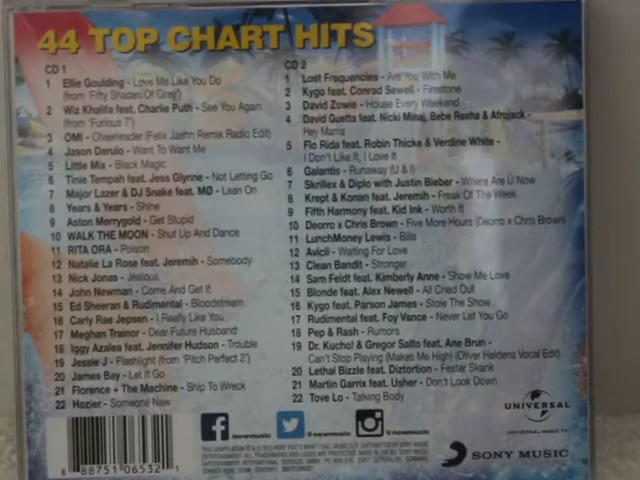 44 TOP CHART HITS
CD 1
1 Ellie Goulding - Love Me Like You Do
(from 'Fifty Shades Of Grey')
2 Wiz Khalifa feat. Charlie Puth - See You Again
(from 'Furious 7')
3 OMI - Cheerleader (Felix Jaehn Remix Radio Edit)
4 Jason Derulo - Want To Want Me
5 Little Mix - Black Magic
6 Tinie Tempah feat. Jess Glynne - Not Letting Go
7 Major Lazer & DJ Snake feat. MØ - Lean On
8 Years & Years - Shine
9 Aston Merrygold - Get Stupid
10 WALK THE MOON - Shut Up And Dance
11 RITA ORA - Poison
12 Natalie La Rose feat. Jeremih - Somebody
13 Nick Jonas - Jealous
14 John Newman - Come And Get It
15 Ed Sheeran & Rudimental - Bloodstream
16 Carly Rae Jepsen - I Really Like You
17 Meghan Trainor - Dear Future Husband
18 Iggy Azalea feat. Jennifer Hudson - Trouble
19 Jessie J - Flashlight (from 'Pitch Perfect 2')
20 James Bay - Let It Go
21 Florence + The Machine - Ship To Wreck
22 Hozier - Someone New
CD 2
1 Lost Frequencies - Are You With Me
2 Kygo feat. Conrad Sewell - Firestone
3 David Zowie - House Every Weekend
4 David Guetta feat. Nicki Minaj, Bebe Rexha & Afrojack -
Hey Mama
5 Flo Rida feat. Robin Thicke & Verdine White -
I Don't Like It, I Love It
6 Galantis - Runaway (U & I)
7 Skrillex & Diplo with Justin Bieber - Where Are Ü Now
8 Krept & Konan feat. Jeremih - Freak Of The Week
9 Fifth Harmony feat. Kid Ink - Worth It
10 Deorro x Chris Brown - Five More Hours (Deorro x Chris Brown)
11 LunchMoney Lewis - Bills
12 Avicii - Waiting For Love
13 Clean Bandit - Stronger
14 Sam Feldt feat. Kimberly Anne - Show Me Love
15 Blonde feat. Alex Newell - All Cried Out
16 Kygo feat. Parson James - Stole The Show
17 Rudimental feat. Foy Vance - Never Let You Go
18 Pep & Rash - Rumors
19 Dr. Kucho! & Gregor Salto feat. Ane Brun -
Can't Stop Playing (Makes Me High) (Oliver Heldens Vocal Edit)
20 Lethal Bizzle feat. Diztortion - Fester Skank
21 Martin Garrix feat. Usher - Don't Look Down
22 Tove Lo - Talking Body
/nowmusic
@nowmusic
@nowmusic
UNIVERSAL
UNIVERSAL MUSIC TV
SONY MUSIC
8 88751 06532 1